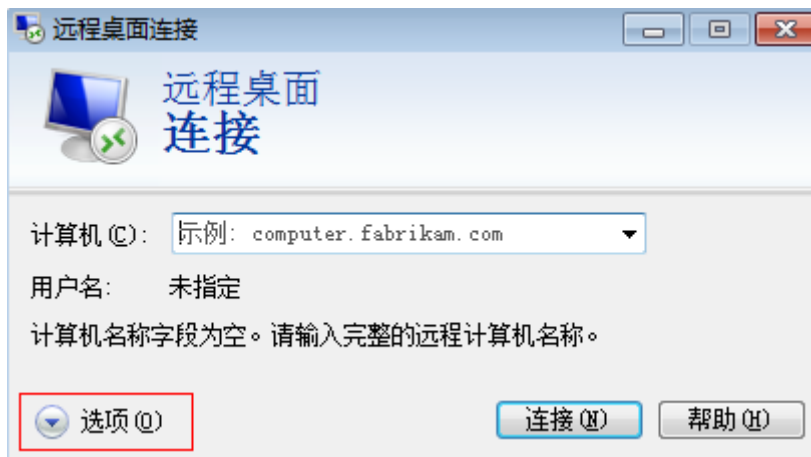 远程桌面连接
远程桌面
连接
计算机(C): 示例: computer.fabrikam.com
用户名: 未指定
计算机名称字段为空。请输入完整的远程计算机名称。
选项(O) 连接(N) 帮助(H)